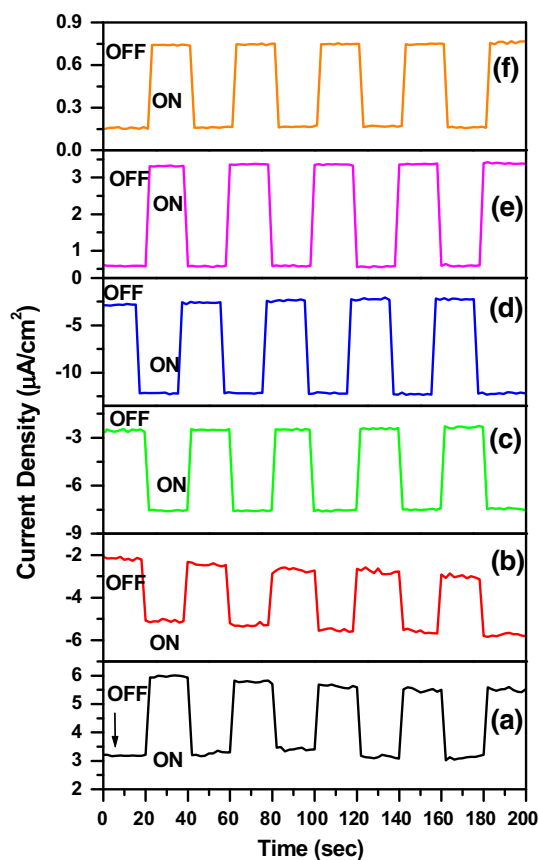 Current Density (μA/cm²)
0.9
0.6
0.3
0.0
OFF
ON
(f)
3
2
1
0
OFF
ON
(e)
-5
-10
OFF
ON
(d)
-3
-6
-9
OFF
ON
(c)
-2
-4
-6
OFF
ON
(b)
6
5
4
3
2
OFF
ON
(a)
0 20 40 60 80 100 120 140 160 180 200
Time (sec)